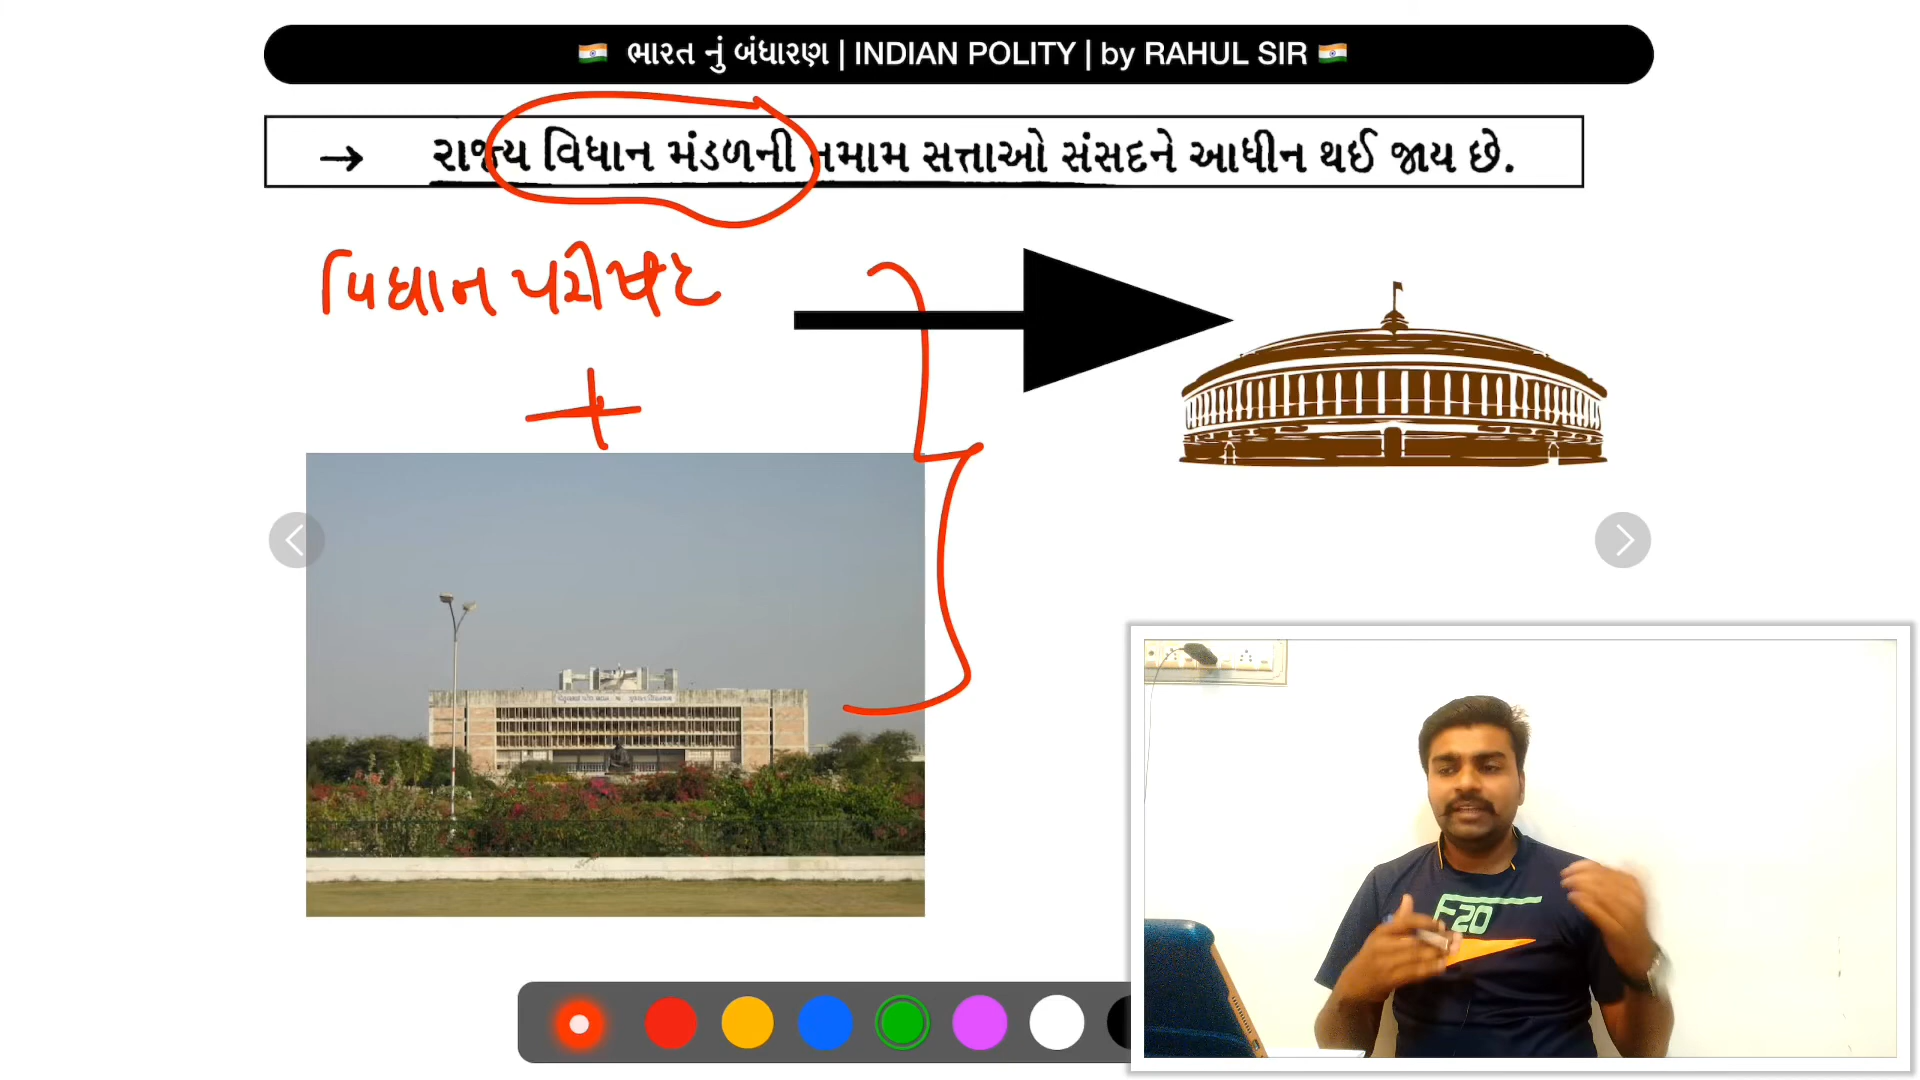 🇮🇳 ભારત નું બંધારણ | INDIAN POLITY | by RAHUL SIR 🇮🇳
→ રાજ્ય વિધાન મંડળની તમામ સત્તાઓ સંસદને આધીન થઈ જાય છે.
વિધાન પરીષદ
+
F20